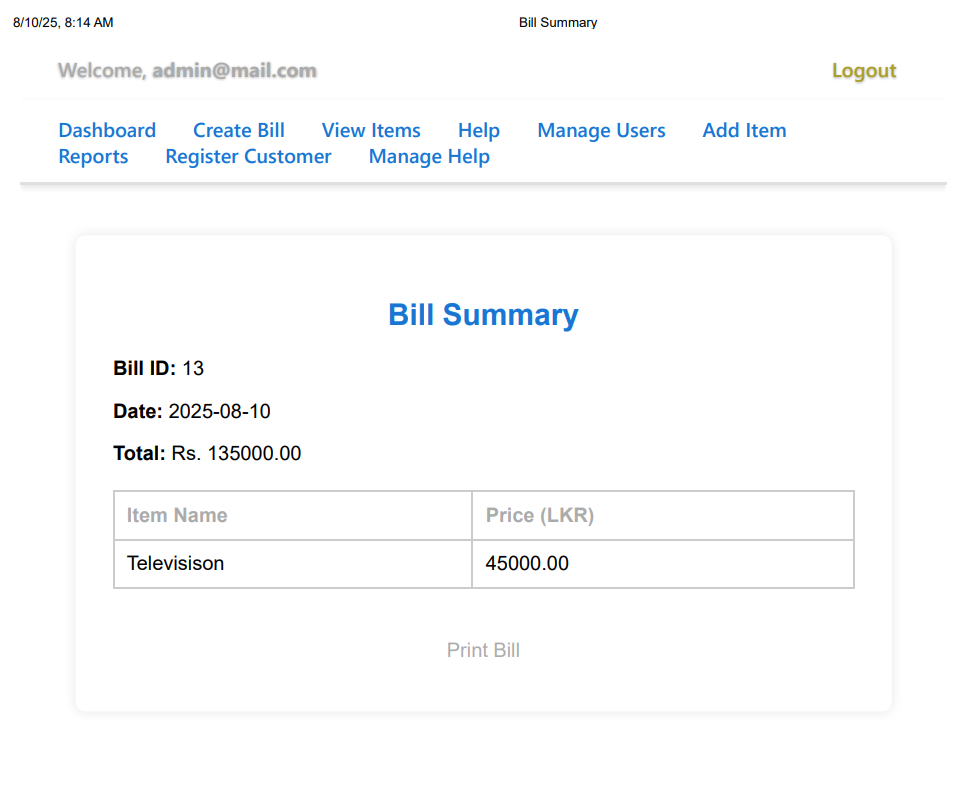 8/10/25, 8:14 AM Bill Summary
Welcome, admin@mail.com Logout
Dashboard Create Bill View Items Help Manage Users Add Item
Reports Register Customer Manage Help
Bill Summary
Bill ID: 13
Date: 2025-08-10
Total: Rs. 135000.00
Item Name Price (LKR)
Televisison 45000.00
Print Bill